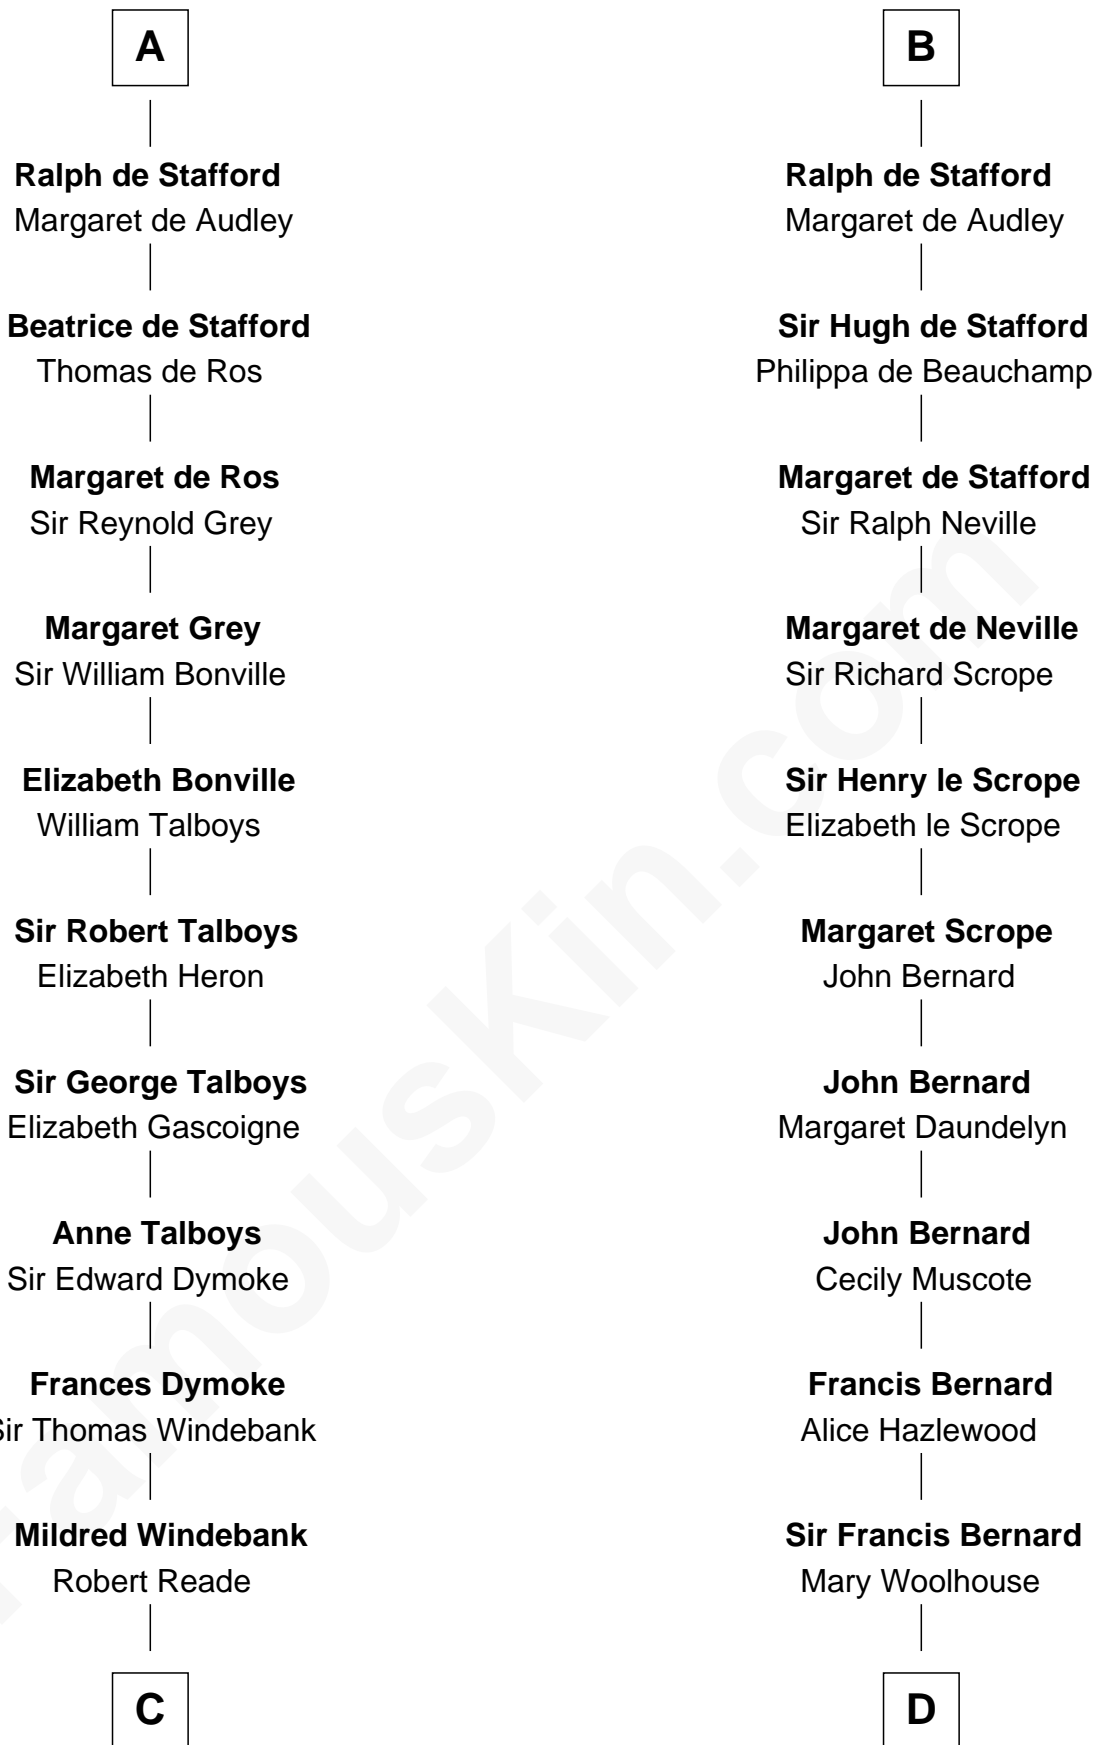 A
Ralph de Stafford
Margaret de Audley
Beatrice de Stafford
Thomas de Ros
Margaret de Ros
Sir Reynold Grey
Margaret Grey
Sir William Bonville
Elizabeth Bonville
William Talboys
Sir Robert Talboys
Elizabeth Heron
Sir George Talboys
Elizabeth Gascoigne
Anne Talboys
Sir Edward Dymoke
Frances Dymoke
Sir Thomas Windebank
Mildred Windebank
Robert Reade
C
B
Ralph de Stafford
Margaret de Audley
Sir Hugh de Stafford
Philippa de Beauchamp
Margaret de Stafford
Sir Ralph Neville
Margaret de Neville
Sir Richard Scrope
Sir Henry le Scrope
Elizabeth le Scrope
Margaret Scrope
John Bernard
John Bernard
Margaret Daundelyn
John Bernard
Cecily Muscote
Francis Bernard
Alice Hazlewood
Sir Francis Bernard
Mary Woolhouse
D
FamousKin.com